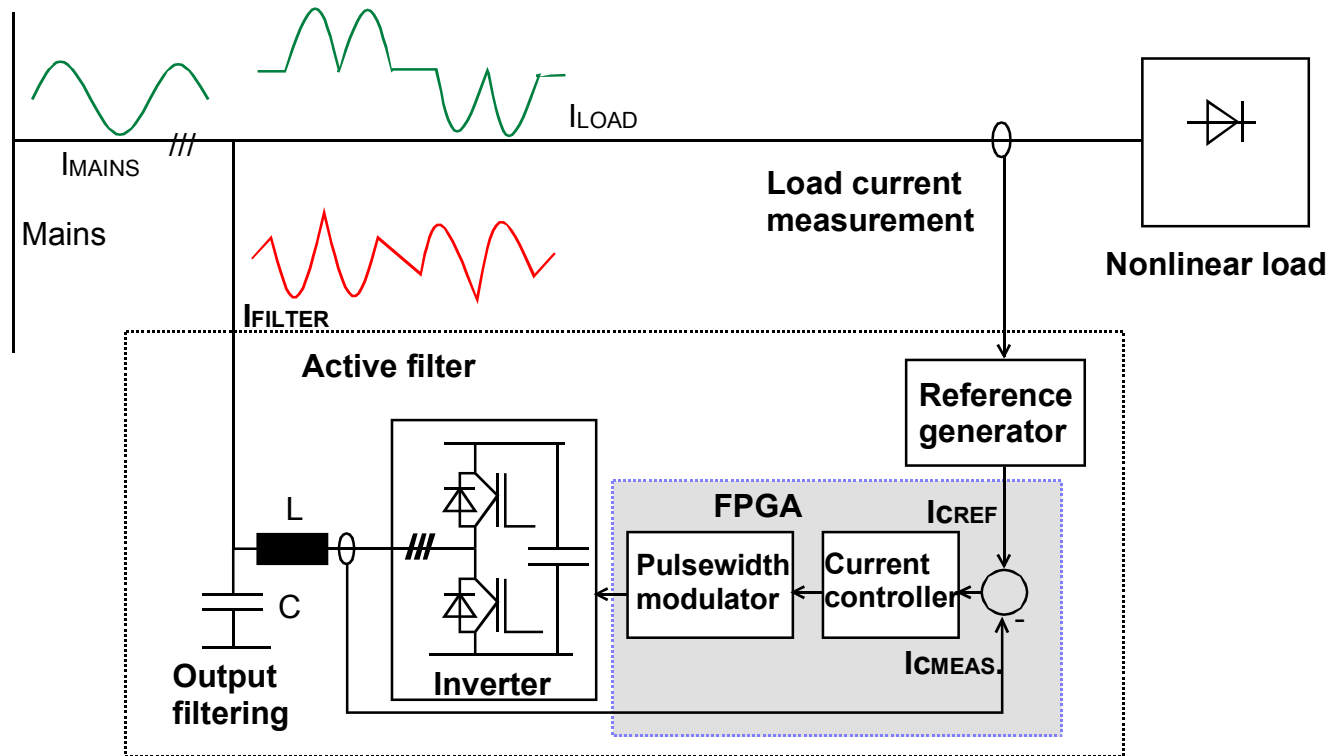 ILOAD
IMAINS
Mains
Load current
measurement
Nonlinear load
IFILTER
Active filter
Reference
generator
FPGA
ICREF
L
Pulsewidth
modulator
Current
controller
-
C
ICMEAS.
Output
filtering
Inverter